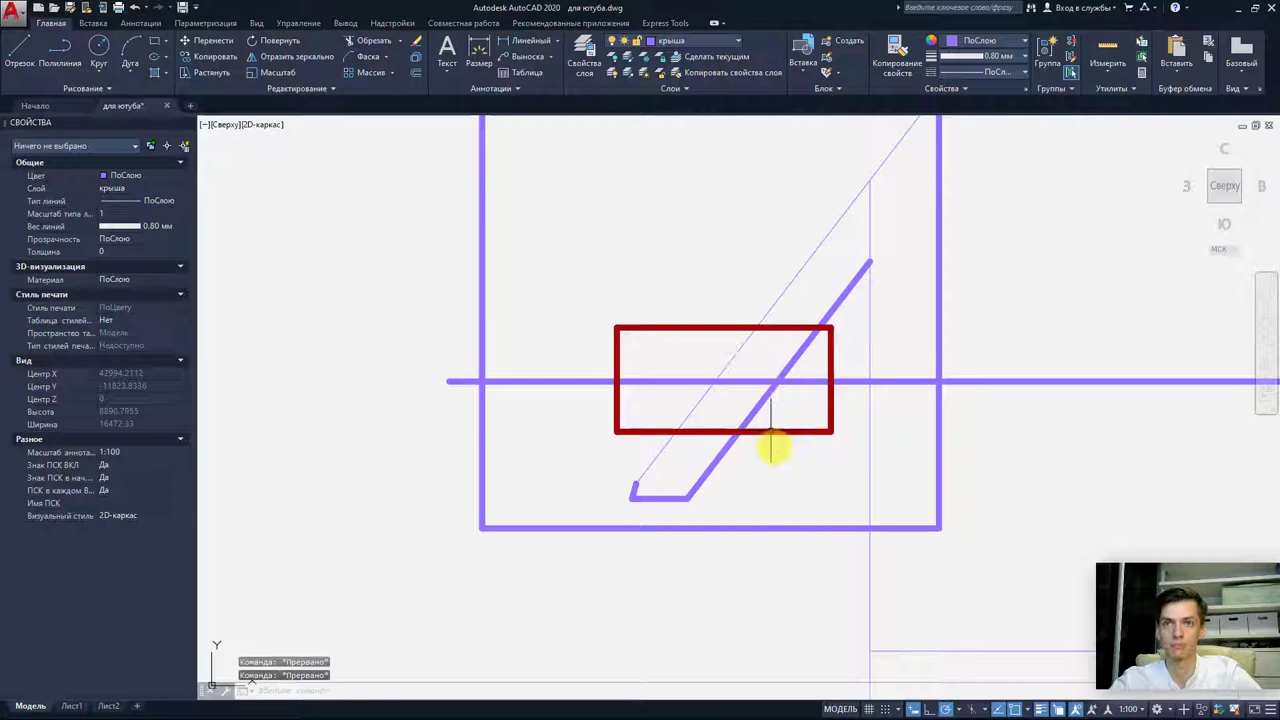 Autodesk AutoCAD 2020 для ютуба.dwg
Введите ключевое слово/фразу
Вход в службы
Главная Вставка Аннотации Параметризация Вид Управление Вывод Надстройки Совместная работа Рекомендованные приложения Express Tools
Отрезок Полилиния Круг Дуга
Перенести Повернуть Обрезать
Копировать Отразить зеркально Фаска
Растянуть Масштаб Массив
Текст Размер
Линейный
Выноска
Таблица
Свойства слоя
крыша
Сделать текущим
Копировать свойства слоя
Вставка
Создать
Копирование свойств
ПоСлою
0.80 мм
ПоСл...
Группа Измерить Вставить Базовый
Рисование Редактирование Аннотации Слои Блок Свойства Группы Утилиты Буфер обмена Вид
Начало для ютуба*
СВОЙСТВА
[−][Сверху][2D-каркас]
Ничего не выбрано
Общие
Цвет ПоСлою
Слой крыша
Тип линий ПоСлою
Масштаб типа л... 1
Вес линий 0.80 мм
Прозрачность ПоСлою
Толщина 0
3D-визуализация
Материал ПоСлою
Стиль печати
Стиль печати ПоЦвету
Таблица стилей... Нет
Пространство та... Модель
Тип стилей печа... Недоступно
Вид
Центр X 42994.2112
Центр Y -11823.8336
Центр Z 0
Высота 8890.7955
Ширина 16472.33
Разное
Масштаб аннота... 1:100
Знак ПСК ВКЛ Да
Знак ПСК в нач... Да
ПСК в каждом В... Да
Имя ПСК
Визуальный стиль 2D-каркас
С
З Сверху В
Ю
МСК
Y
Команда: *Прервано*
Команда: *Прервано*
Модель Лист1 Лист2
МОДЕЛЬ
1:100